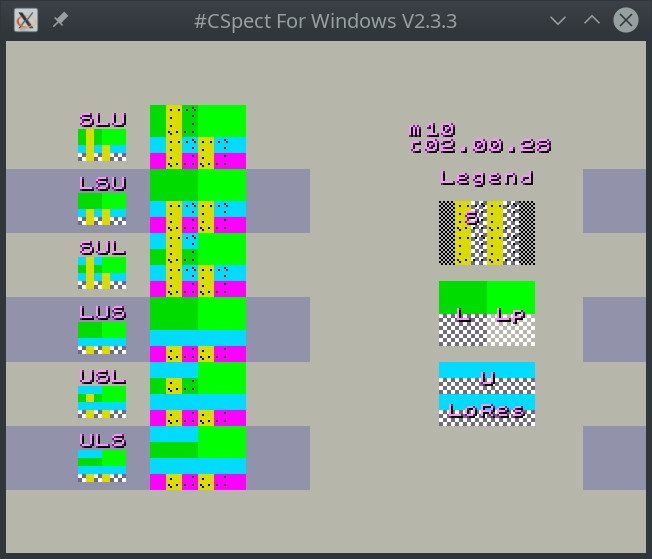 #CSpect For Windows V2.3.3
SLU
LSU
SUL
LUS
USL
ULS
m10
c02.00.28
Legend
S
L Lp
U
LoRes